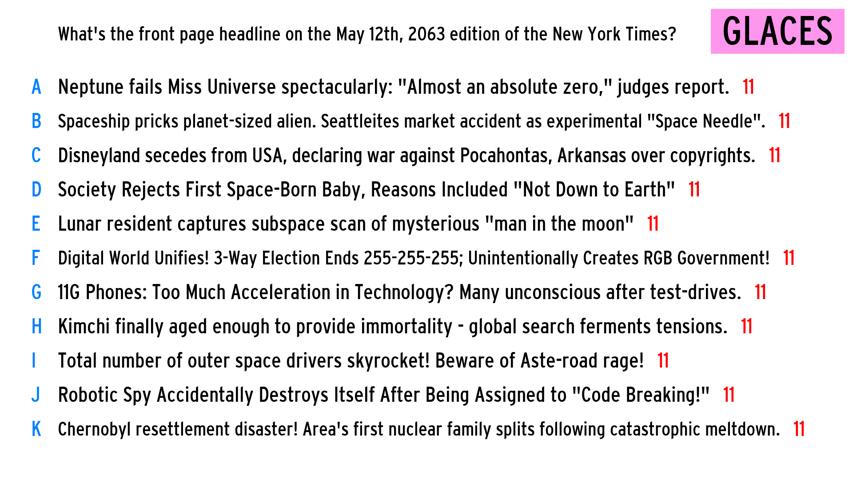 What's the front page headline on the May 12th, 2063 edition of the New York Times? GLACES
A Neptune fails Miss Universe spectacularly: "Almost an absolute zero," judges report. 11
B Spaceship pricks planet-sized alien. Seattleites market accident as experimental "Space Needle". 11
C Disneyland secedes from USA, declaring war against Pocahontas, Arkansas over copyrights. 11
D Society Rejects First Space-Born Baby, Reasons Included "Not Down to Earth" 11
E Lunar resident captures subspace scan of mysterious "man in the moon" 11
F Digital World Unifies! 3-Way Election Ends 255-255-255; Unintentionally Creates RGB Government! 11
G 11G Phones: Too Much Acceleration in Technology? Many unconscious after test-drives. 11
H Kimchi finally aged enough to provide immortality - global search ferments tensions. 11
I Total number of outer space drivers skyrocket! Beware of Aste-road rage! 11
J Robotic Spy Accidentally Destroys Itself After Being Assigned to "Code Breaking!" 11
K Chernobyl resettlement disaster! Area's first nuclear family splits following catastrophic meltdown. 11